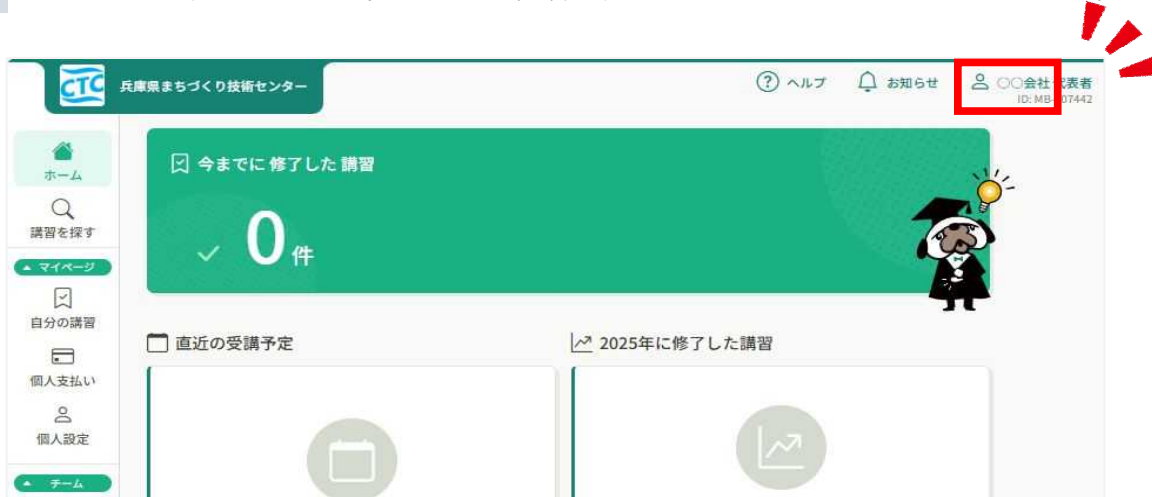 CTC 兵庫県まちづくり技術センター
ヘルプ
お知らせ
○○会社 代表者
ホーム
講習を探す
マイページ
自分の講習
個人支払い
個人設定
チーム
今までに修了した講習
0件
直近の受講予定
2025年に修了した講習